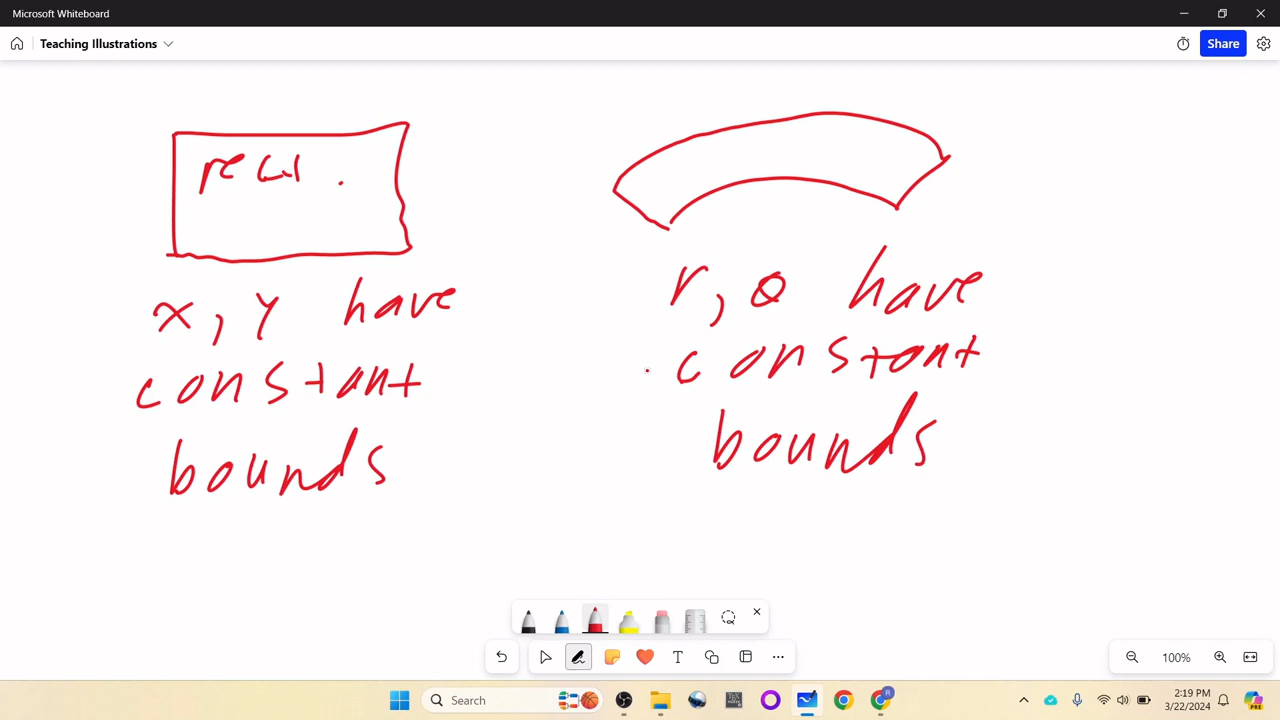 Microsoft Whiteboard
Teaching Illustrations
Share
rect.
x, y have
constant
bounds
r, θ have
constant
bounds
100%
Search
2:19 PM
3/22/2024